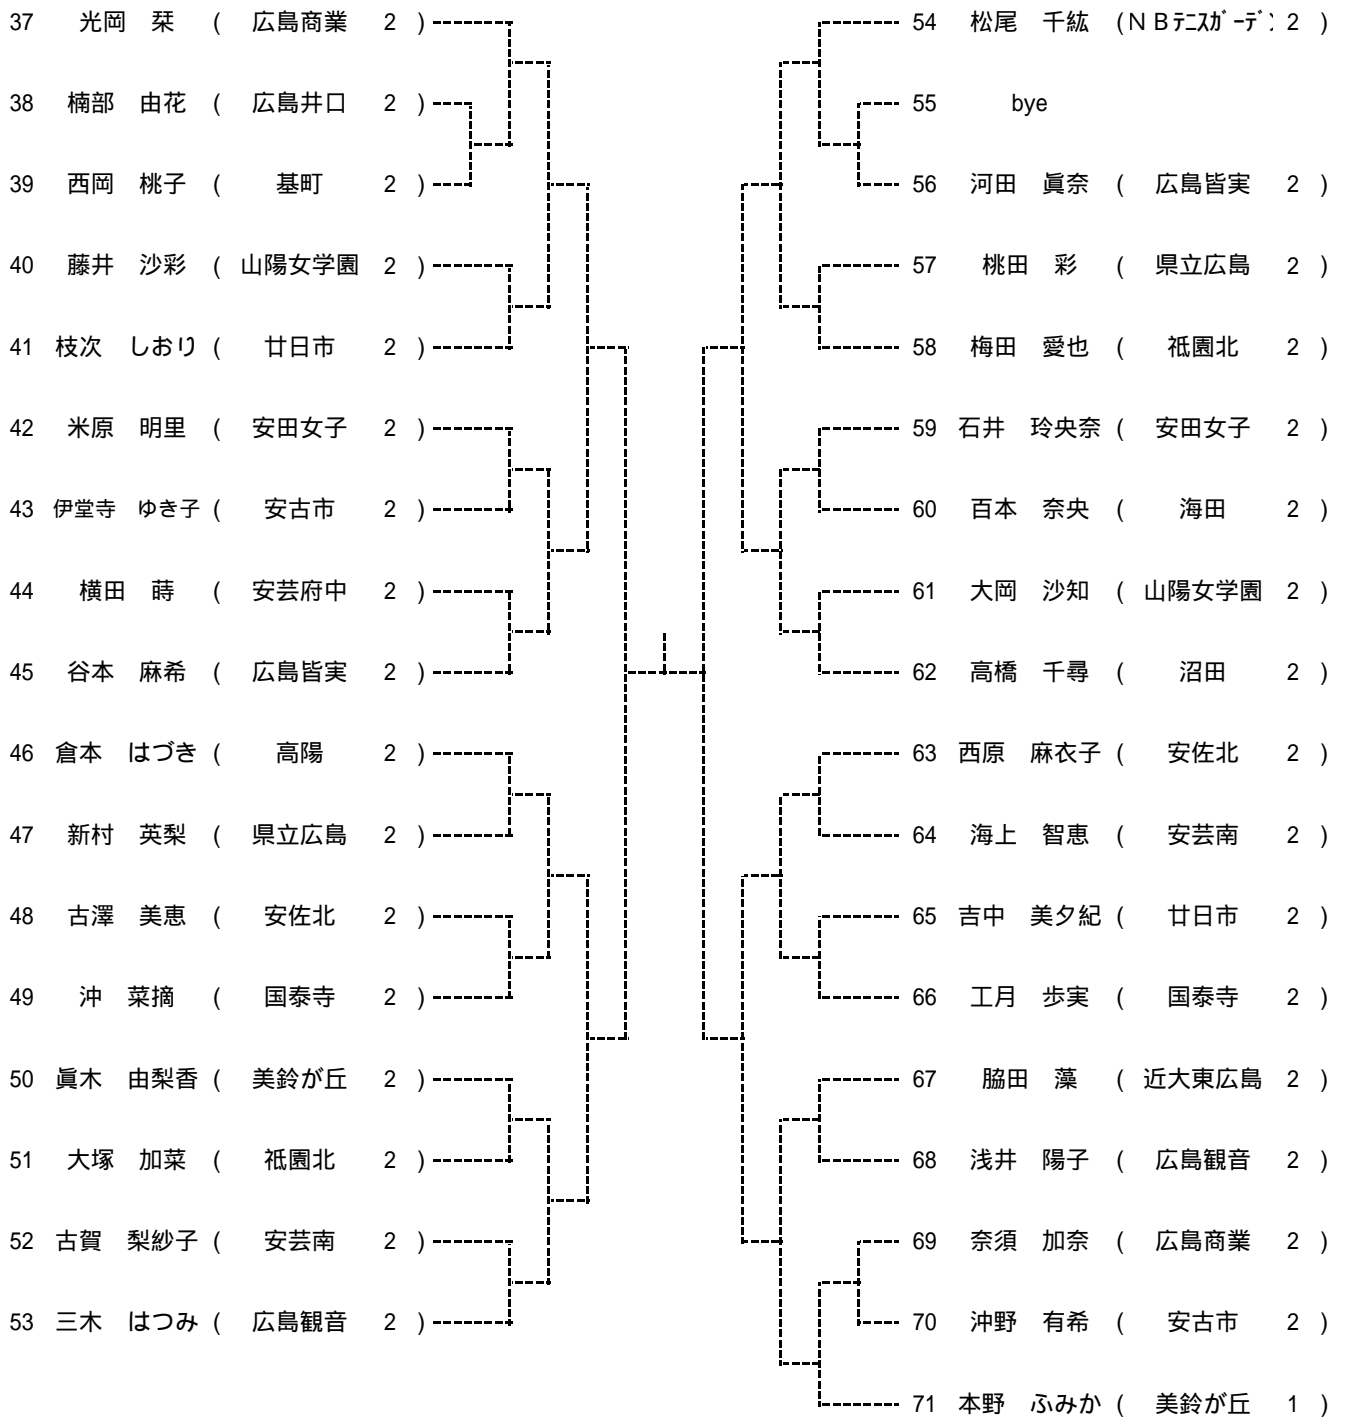 37 光岡 栞 ( 広島商業 2 )
38 楠部 由花 ( 広島井口 2 )
39 西岡 桃子 ( 基町 2 )
40 藤井 沙彩 ( 山陽女学園 2 )
41 枝次 しおり ( 廿日市 2 )
42 米原 明里 ( 安田女子 2 )
43 伊堂寺 ゆき子 ( 安古市 2 )
44 横田 蒔 ( 安芸府中 2 )
45 谷本 麻希 ( 広島皆実 2 )
46 倉本 はづき ( 高陽 2 )
47 新村 英梨 ( 県立広島 2 )
48 古澤 美恵 ( 安佐北 2 )
49 沖 菜摘 ( 国泰寺 2 )
50 眞木 由梨香 ( 美鈴が丘 2 )
51 大塚 加菜 ( 祗園北 2 )
52 古賀 梨紗子 ( 安芸南 2 )
53 三木 はつみ ( 広島観音 2 )
54 松尾 千紘 (ＮＢﾃﾆｽｶﾞｰﾃﾞﾝ 2 )
55 bye
56 河田 眞奈 ( 広島皆実 2 )
57 桃田 彩 ( 県立広島 2 )
58 梅田 愛也 ( 祗園北 2 )
59 石井 玲央奈 ( 安田女子 2 )
60 百本 奈央 ( 海田 2 )
61 大岡 沙知 ( 山陽女学園 2 )
62 高橋 千尋 ( 沼田 2 )
63 西原 麻衣子 ( 安佐北 2 )
64 海上 智恵 ( 安芸南 2 )
65 吉中 美夕紀 ( 廿日市 2 )
66 工月 歩実 ( 国泰寺 2 )
67 脇田 藻 ( 近大東広島 2 )
68 浅井 陽子 ( 広島観音 2 )
69 奈須 加奈 ( 広島商業 2 )
70 沖野 有希 ( 安古市 2 )
71 本野 ふみか ( 美鈴が丘 1 )